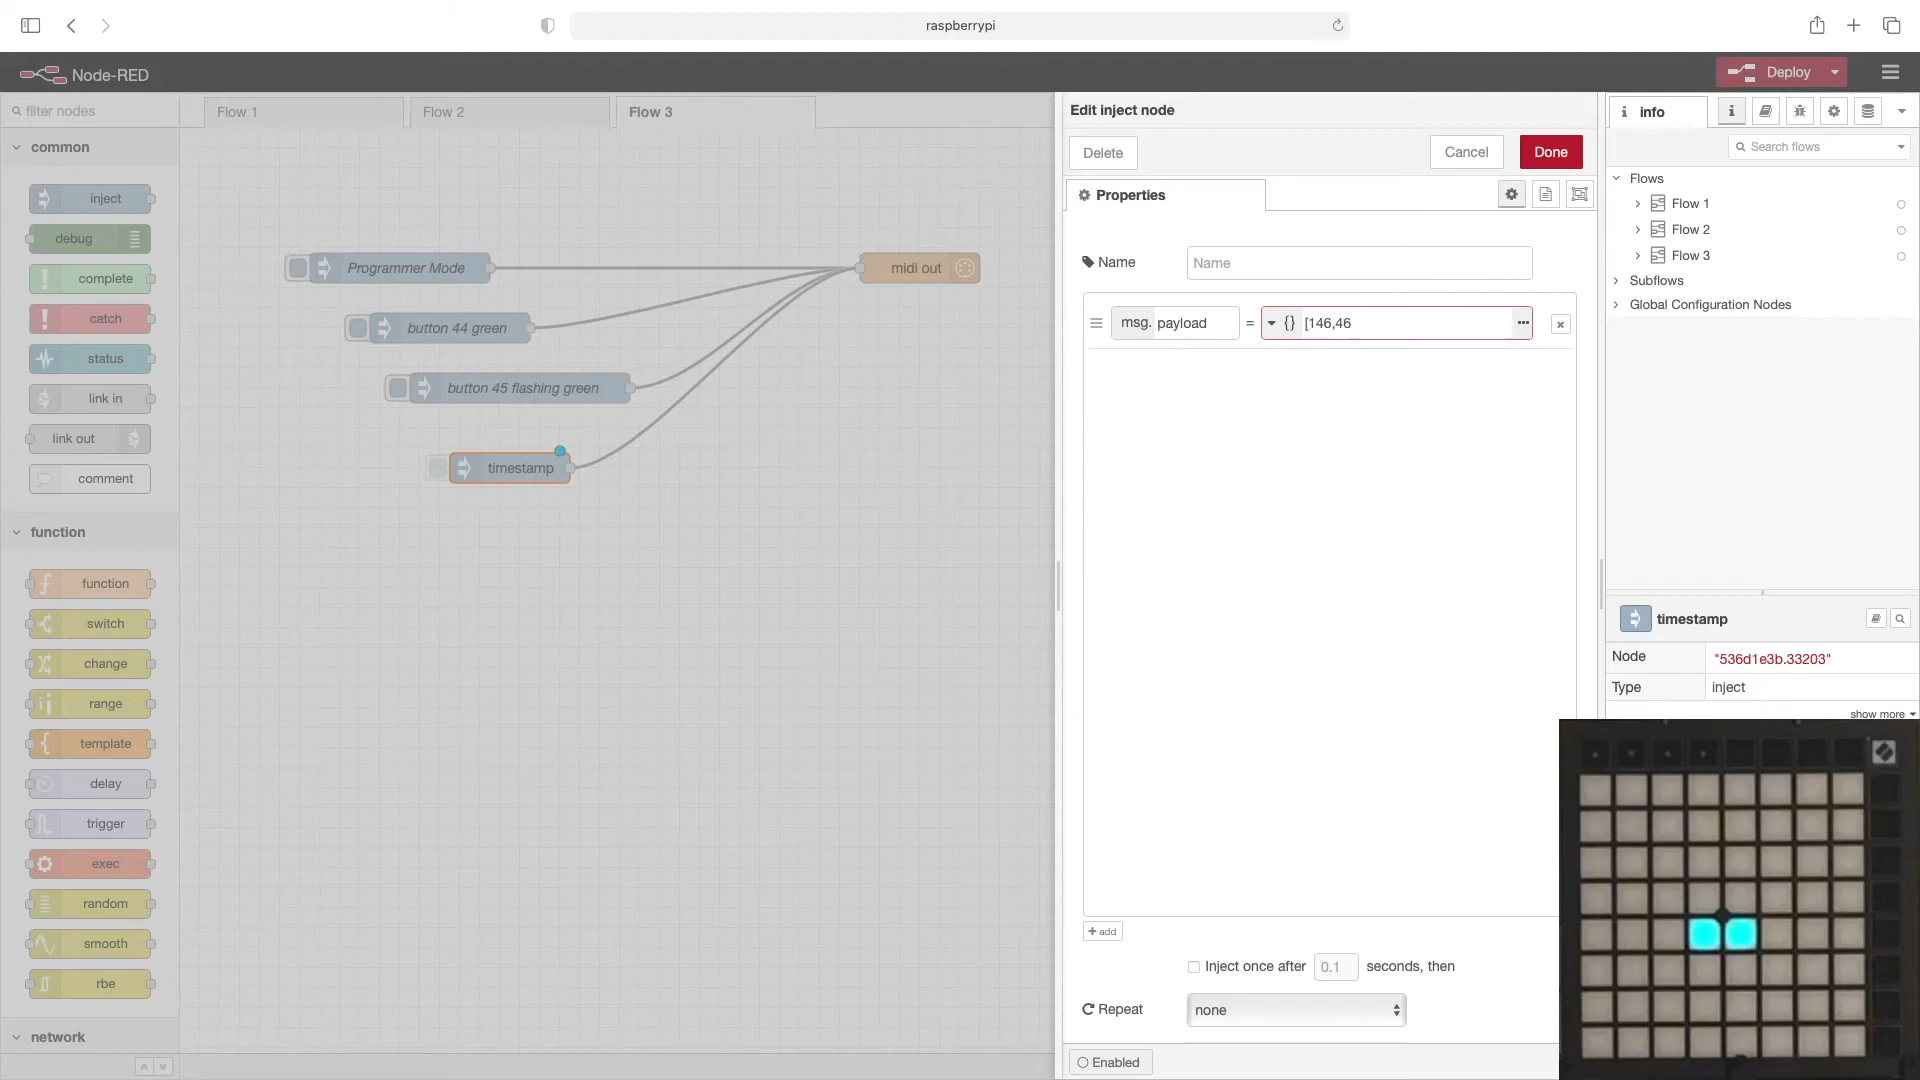 raspberrypi
Node-RED
Deploy
filter nodes
Flow 1
Flow 2
Flow 3
common
inject
debug
complete
catch
status
link in
link out
comment
function
function
switch
change
range
template
delay
trigger
exec
random
smooth
rbe
network
Programmer Mode
button 44 green
button 45 flashing green
timestamp
midi out
Edit inject node
Delete
Cancel
Done
Properties
Name
Name
msg. payload = {} [146,46
add
Inject once after 0.1 seconds, then
Repeat none
Enabled
info
Search flows
Flows
Flow 1
Flow 2
Flow 3
Subflows
Global Configuration Nodes
timestamp
Node "536d1e3b.33203"
Type inject
show more